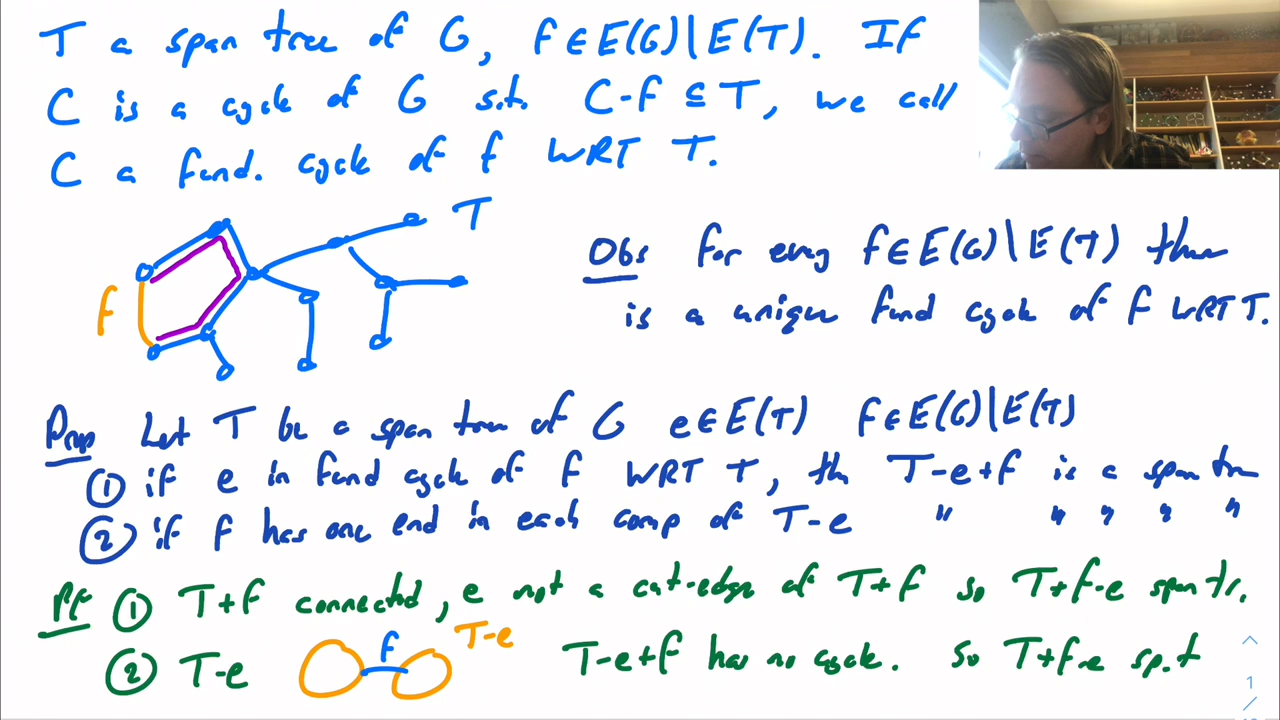 T a span tree of G, f ∈ E(G)\E(T). If
C is a cycle of G s.t. C-f ⊆ T, we call
C a fund. cycle of f WRT T.
T
f
Obs For every f ∈ E(G)\E(T) there
is a unique fund cycle of f WRT T.
Prop Let T be a span tree of G e ∈ E(T) f ∈ E(G)\E(T)
① if e in fund cycle of f WRT T, th T-e+f is a span tree
② if f has one end in each comp of T-e " " " " "
Pf ① T+f connected, e not a cut-edge of T+f so T+f-e span tr.
② T-e f T-e T-e+f has no cycle. So T+f-e sp.t
1
/